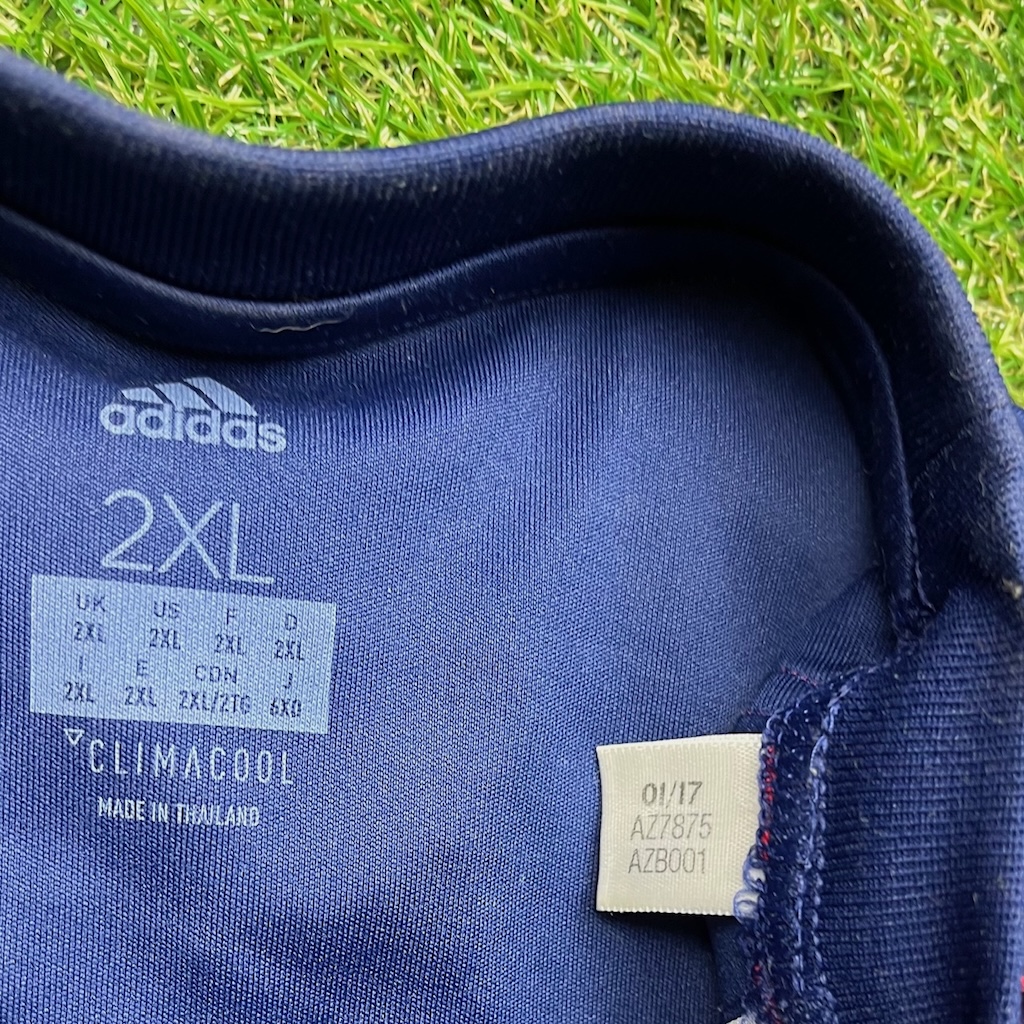 adidas
2XL
UK US F D
2XL 2XL 2XL 2XL
I E CDN J
2XL 2XL 2XL/2TG 6XO
CLIMACOOL
MADE IN THAILAND
01/17
AZ7875
AZB001